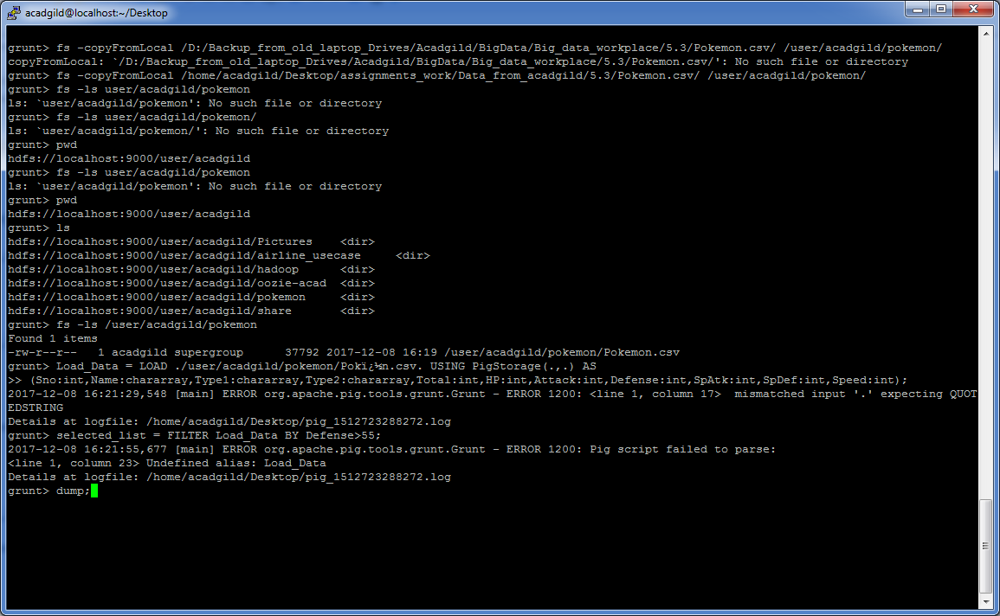 acadgild@localhost:~/Desktop
grunt> fs -copyFromLocal /D:/Backup_from_old_laptop_Drives/Acadgild/BigData/Big_data_workplace/5.3/Pokemon.csv/ /user/acadgild/pokemon/
copyFromLocal: `/D:/Backup_from_old_laptop_Drives/Acadgild/BigData/Big_data_workplace/5.3/Pokemon.csv/': No such file or directory
grunt> fs -copyFromLocal /home/acadgild/Desktop/assignments_work/Data_from_acadgild/5.3/Pokemon.csv/ /user/acadgild/pokemon/
grunt> fs -ls user/acadgild/pokemon
ls: `user/acadgild/pokemon': No such file or directory
grunt> fs -ls user/acadgild/pokemon/
ls: `user/acadgild/pokemon/': No such file or directory
grunt> pwd
hdfs://localhost:9000/user/acadgild
grunt> fs -ls user/acadgild/pokemon
ls: `user/acadgild/pokemon': No such file or directory
grunt> pwd
hdfs://localhost:9000/user/acadgild
grunt> ls
hdfs://localhost:9000/user/acadgild/Pictures    <dir>
hdfs://localhost:9000/user/acadgild/airline_usecase     <dir>
hdfs://localhost:9000/user/acadgild/hadoop      <dir>
hdfs://localhost:9000/user/acadgild/oozie-acad  <dir>
hdfs://localhost:9000/user/acadgild/pokemon     <dir>
hdfs://localhost:9000/user/acadgild/share       <dir>
grunt> fs -ls /user/acadgild/pokemon
Found 1 items
-rw-r--r--   1 acadgild supergroup      37792 2017-12-08 16:19 /user/acadgild/pokemon/Pokemon.csv
grunt> Load_Data = LOAD ./user/acadgild/pokemon/Pokï¿½n.csv. USING PigStorage(.,.) AS
>> (Sno:int,Name:chararray,Type1:chararray,Type2:chararray,Total:int,HP:int,Attack:int,Defense:int,SpAtk:int,SpDef:int,Speed:int);
2017-12-08 16:21:29,548 [main] ERROR org.apache.pig.tools.grunt.Grunt - ERROR 1200: <line 1, column 17>  mismatched input '.' expecting QUOT
EDSTRING
Details at logfile: /home/acadgild/Desktop/pig_1512723288272.log
grunt> selected_list = FILTER Load_Data BY Defense>55;
2017-12-08 16:21:55,677 [main] ERROR org.apache.pig.tools.grunt.Grunt - ERROR 1200: Pig script failed to parse:
<line 1, column 23> Undefined alias: Load_Data
Details at logfile: /home/acadgild/Desktop/pig_1512723288272.log
grunt> dump;